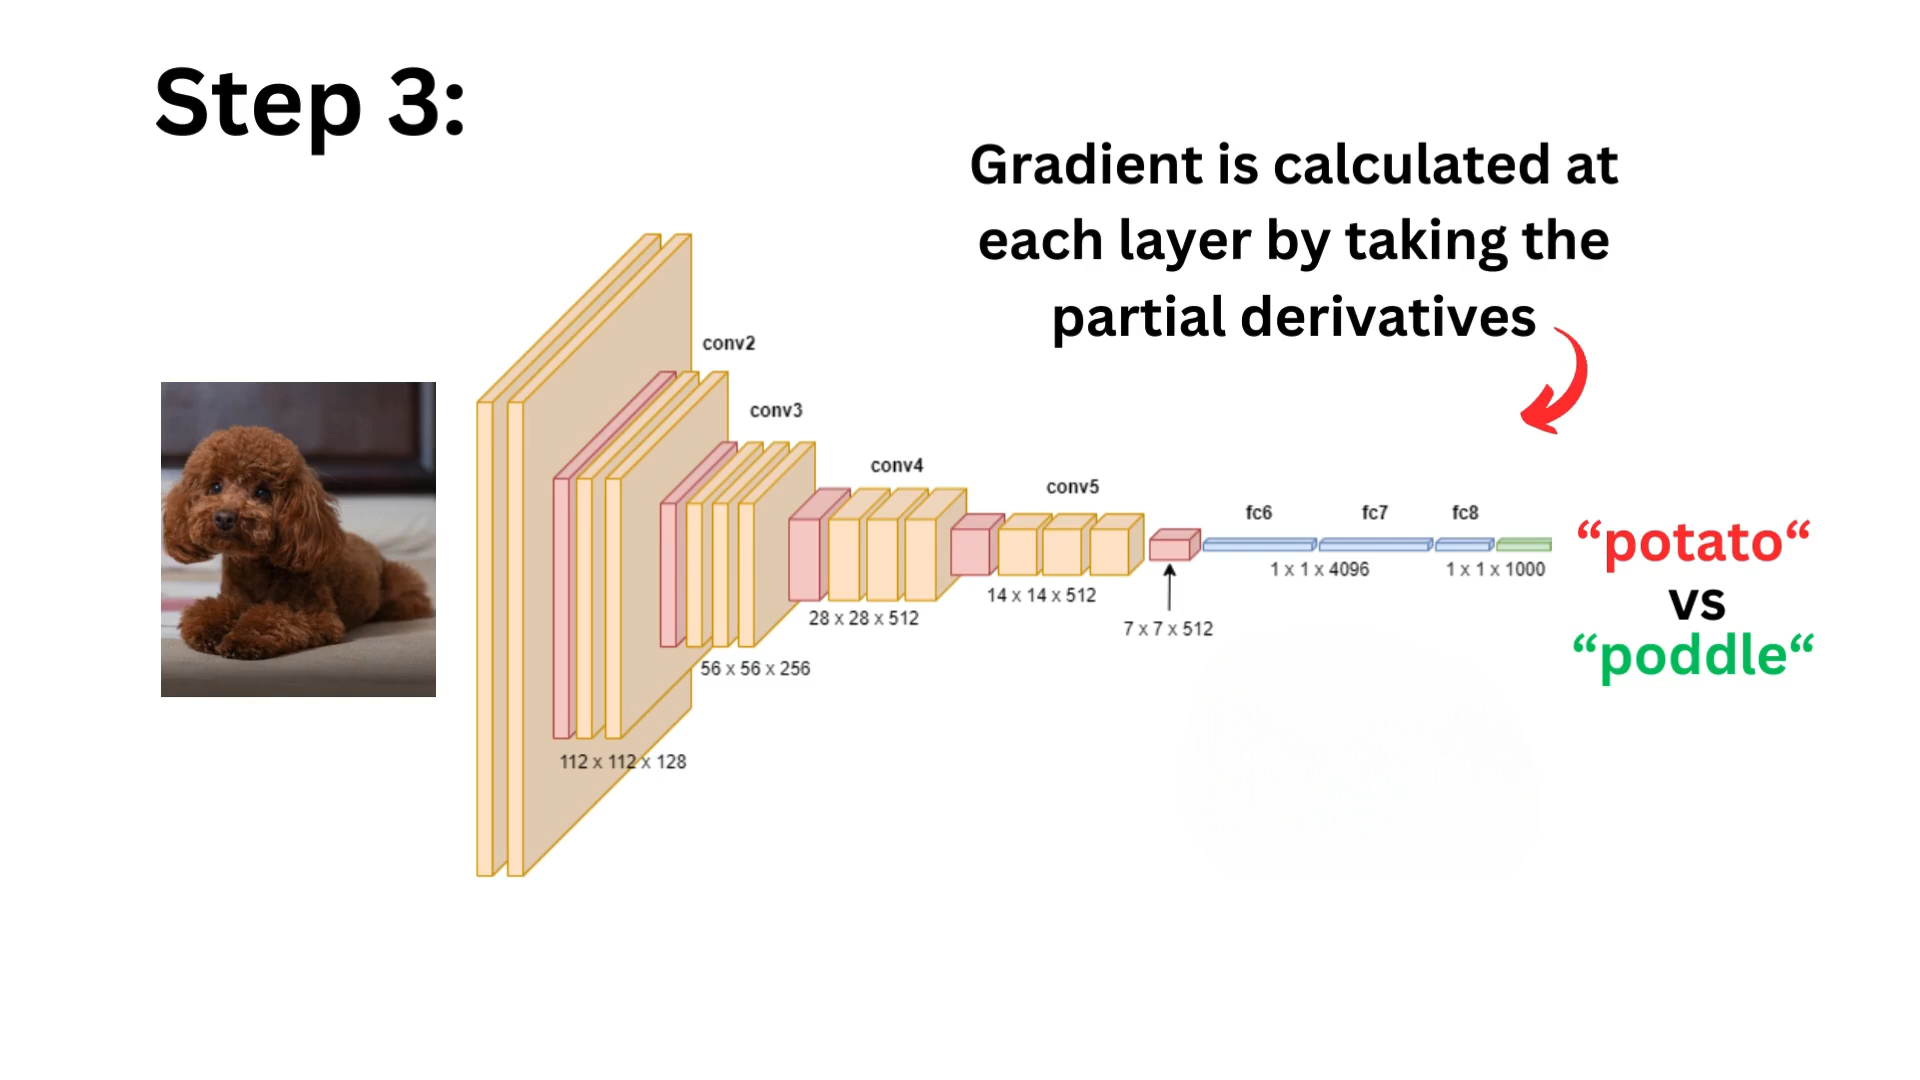 Step 3:
Gradient is calculated at
each layer by taking the
partial derivatives
conv2
conv3
conv4
conv5
fc6
fc7
fc8
1 x 1 x 4096
1 x 1 x 1000
14 x 14 x 512
28 x 28 x 512
7 x 7 x 512
56 x 56 x 256
112 x 112 x 128
“potato“
vs
“poddle“